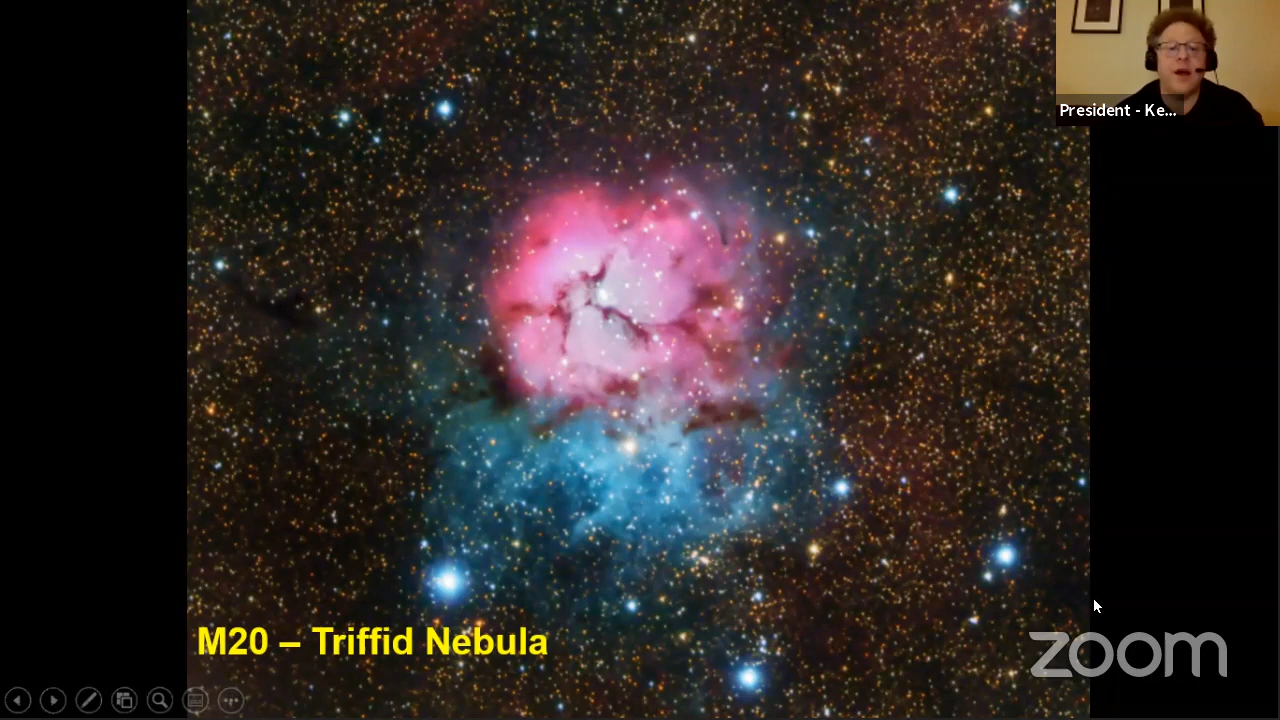 President - Ke...
M20 – Triffid Nebula
zoom